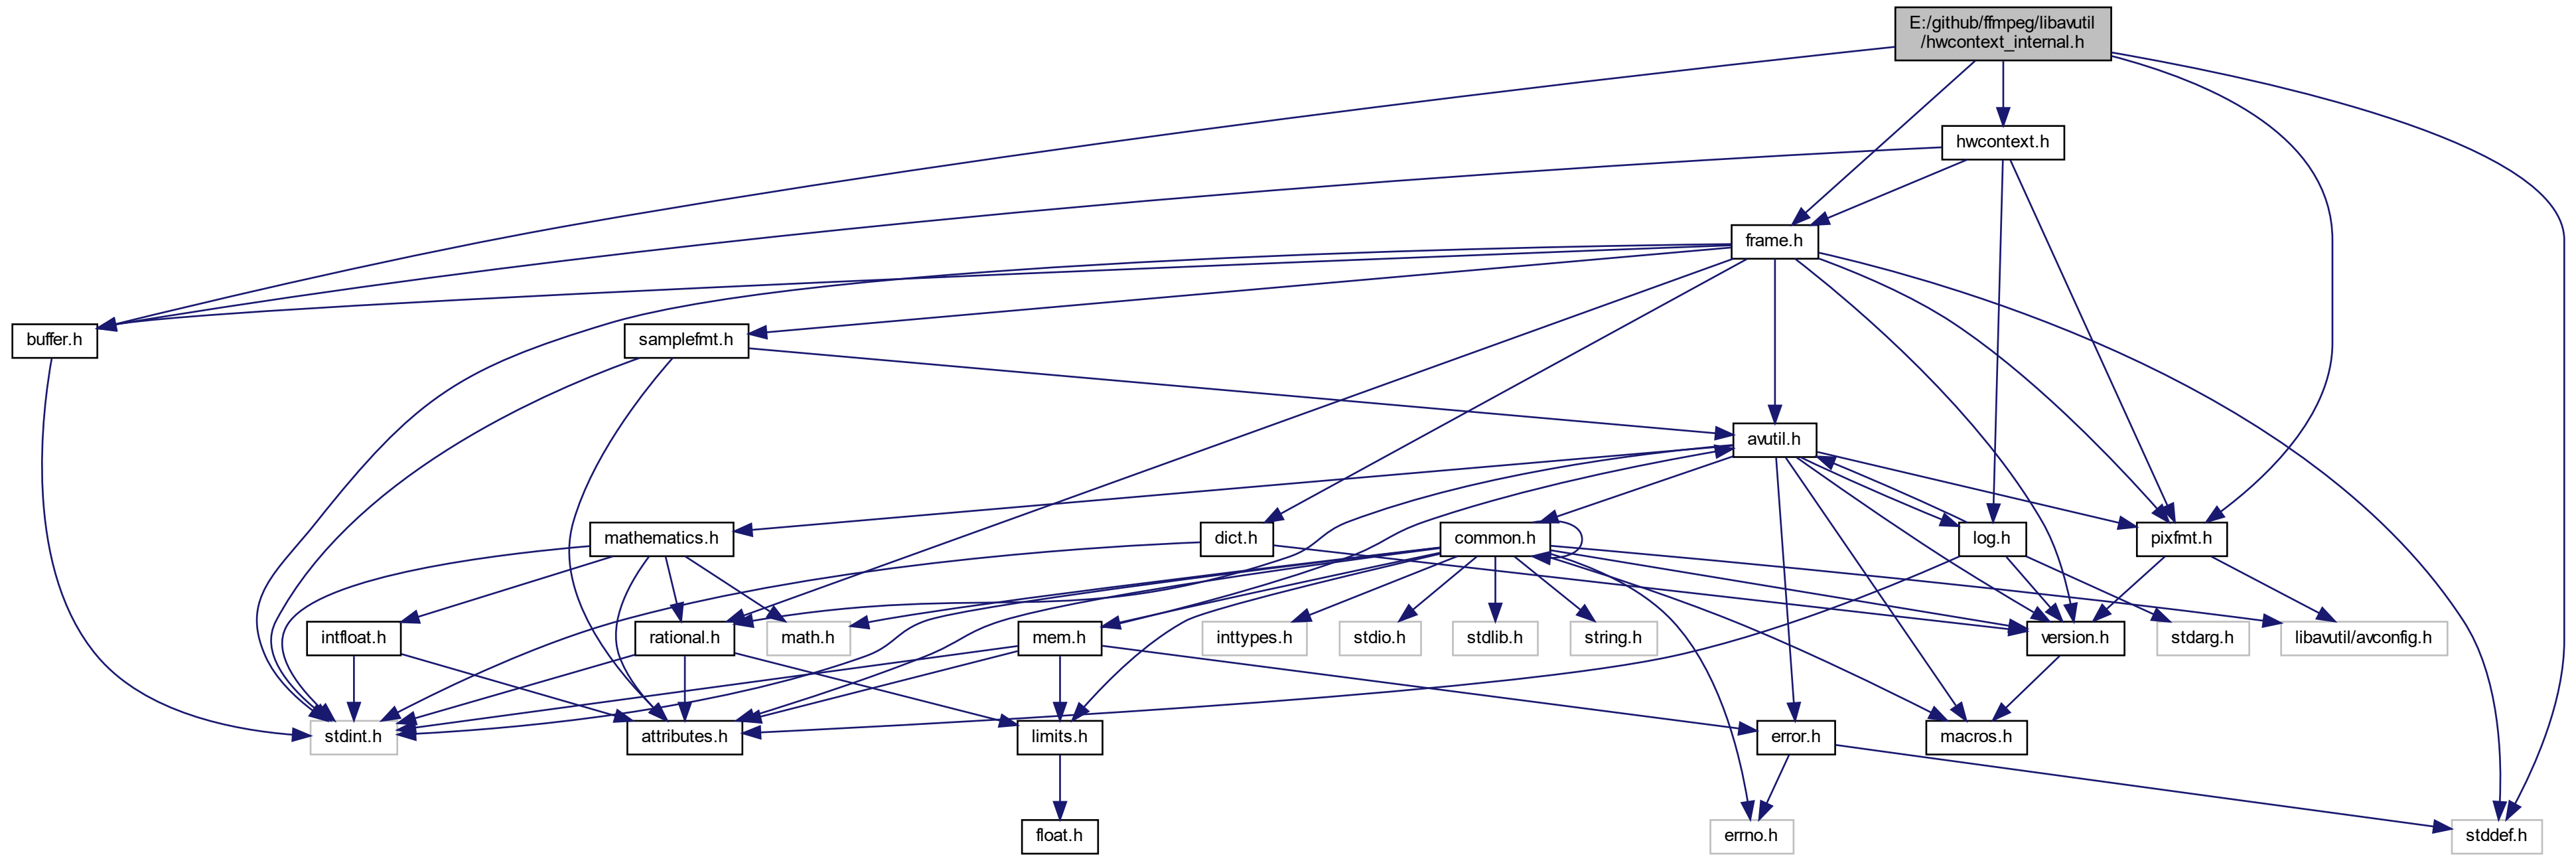 E:/github/ffmpeg/libavutil
/hwcontext_internal.h
hwcontext.h
frame.h
buffer.h
samplefmt.h
avutil.h
mathematics.h
dict.h
common.h
log.h
pixfmt.h
intfloat.h
rational.h
math.h
mem.h
inttypes.h
stdio.h
stdlib.h
string.h
version.h
stdarg.h
libavutil/avconfig.h
stdint.h
attributes.h
limits.h
error.h
macros.h
float.h
errno.h
stddef.h